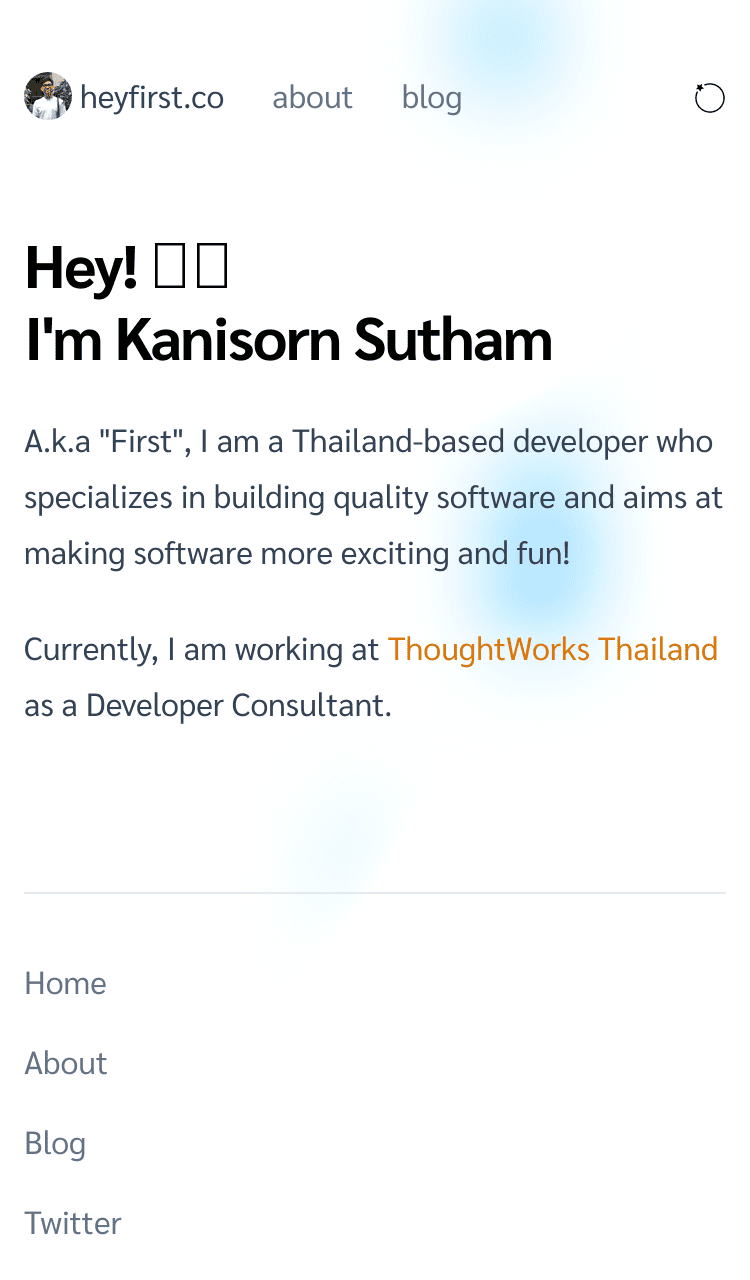 heyfirst.co about blog
Hey!
I'm Kanisorn Sutham
A.k.a "First", I am a Thailand-based developer who
specializes in building quality software and aims at
making software more exciting and fun!
Currently, I am working at ThoughtWorks Thailand
as a Developer Consultant.
Home
About
Blog
Twitter